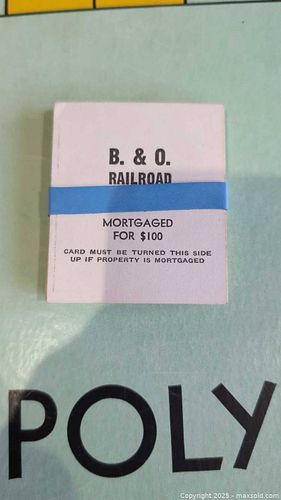 B. & O.
RAILROAD
MORTGAGED
FOR $100
CARD MUST BE TURNED THIS SIDE
UP IF PROPERTY IS MORTGAGED
POLY
Copyright 2025 - maxsold.com